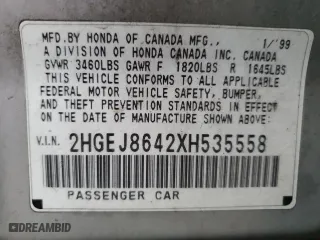 MFD. BY HONDA OF CANADA MFG., 1/'99
A DIVISION OF HONDA CANADA INC. CANADA
GVWR 3460LBS GAWR F 1820LBS R 1645LBS
THIS VEHICLE CONFORMS TO ALL APPLICABLE
FEDERAL MOTOR VEHICLE SAFETY, BUMPER,
AND THEFT PREVENTION STANDARDS IN EFFECT
ON THE DATE OF MANUFACTURE SHOWN ABOVE.
V.I.N. 2HGEJ8642XH535558
PASSENGER CAR
DREAMBID